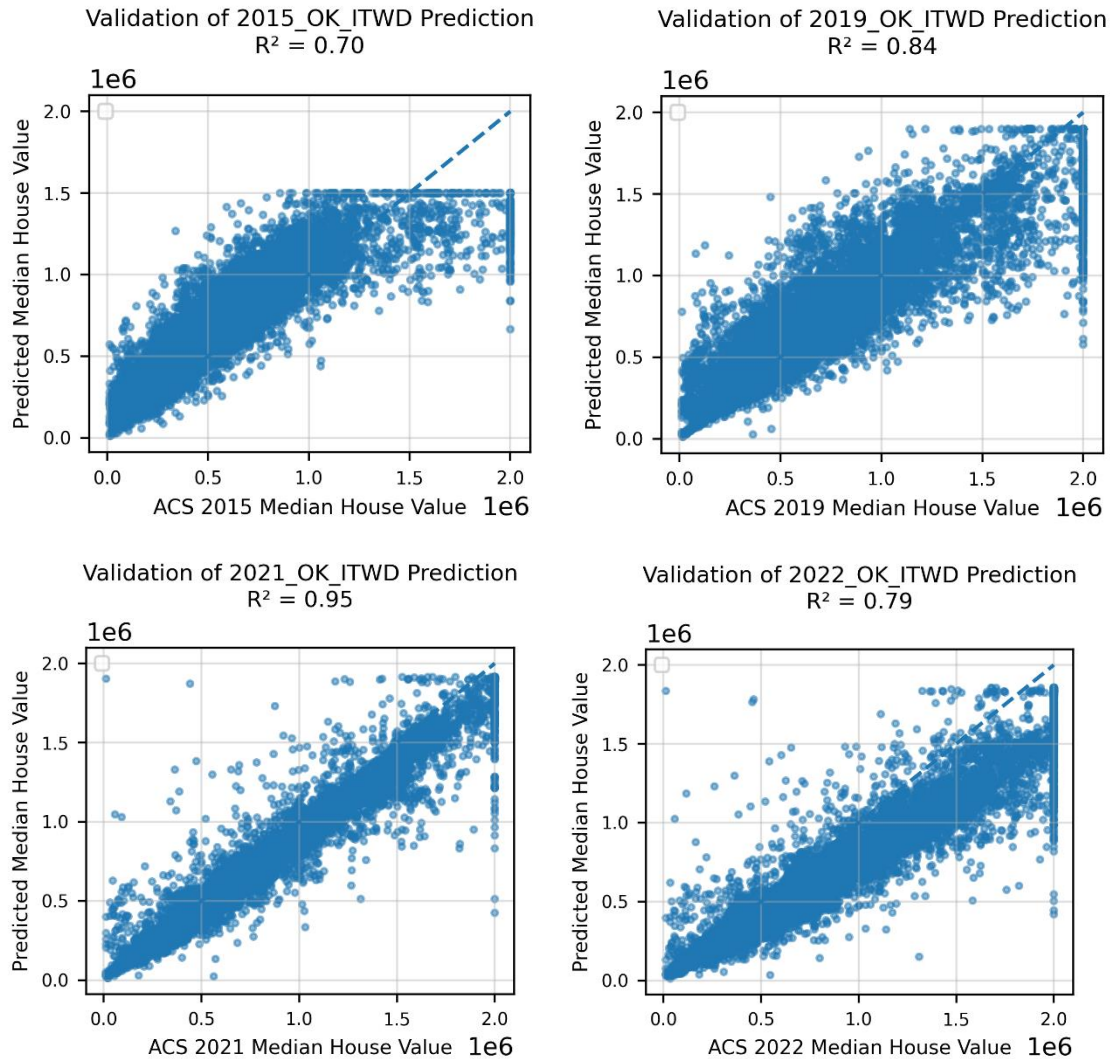 Validation of 2015_OK_ITWD Prediction
R² = 0.70
1e6
2.0
1.5
1.0
0.5
0.0
Predicted Median House Value
0.0 0.5 1.0 1.5 2.0
ACS 2015 Median House Value 1e6
Validation of 2019_OK_ITWD Prediction
R² = 0.84
1e6
2.0
1.5
1.0
0.5
0.0
Predicted Median House Value
0.0 0.5 1.0 1.5 2.0
ACS 2019 Median House Value 1e6
Validation of 2021_OK_ITWD Prediction
R² = 0.95
1e6
2.0
1.5
1.0
0.5
0.0
Predicted Median House Value
0.0 0.5 1.0 1.5 2.0
ACS 2021 Median House Value 1e6
Validation of 2022_OK_ITWD Prediction
R² = 0.79
1e6
2.0
1.5
1.0
0.5
0.0
Predicted Median House Value
0.0 0.5 1.0 1.5 2.0
ACS 2022 Median House Value 1e6